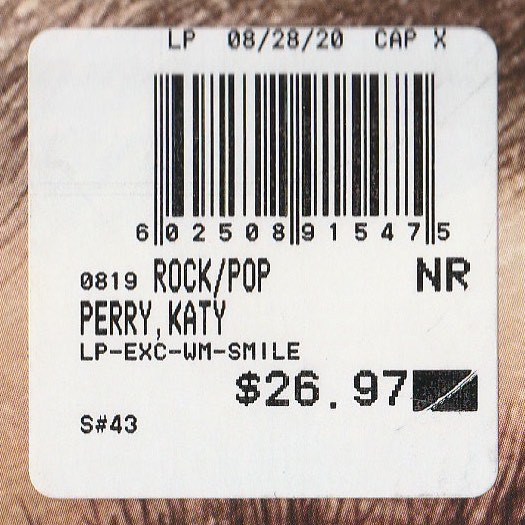 LP 08/28/20 CAP X
6 02508 91547 5
0819 ROCK/POP NR
PERRY, KATY
LP-EXC-WM-SMILE
$26.97
S#43